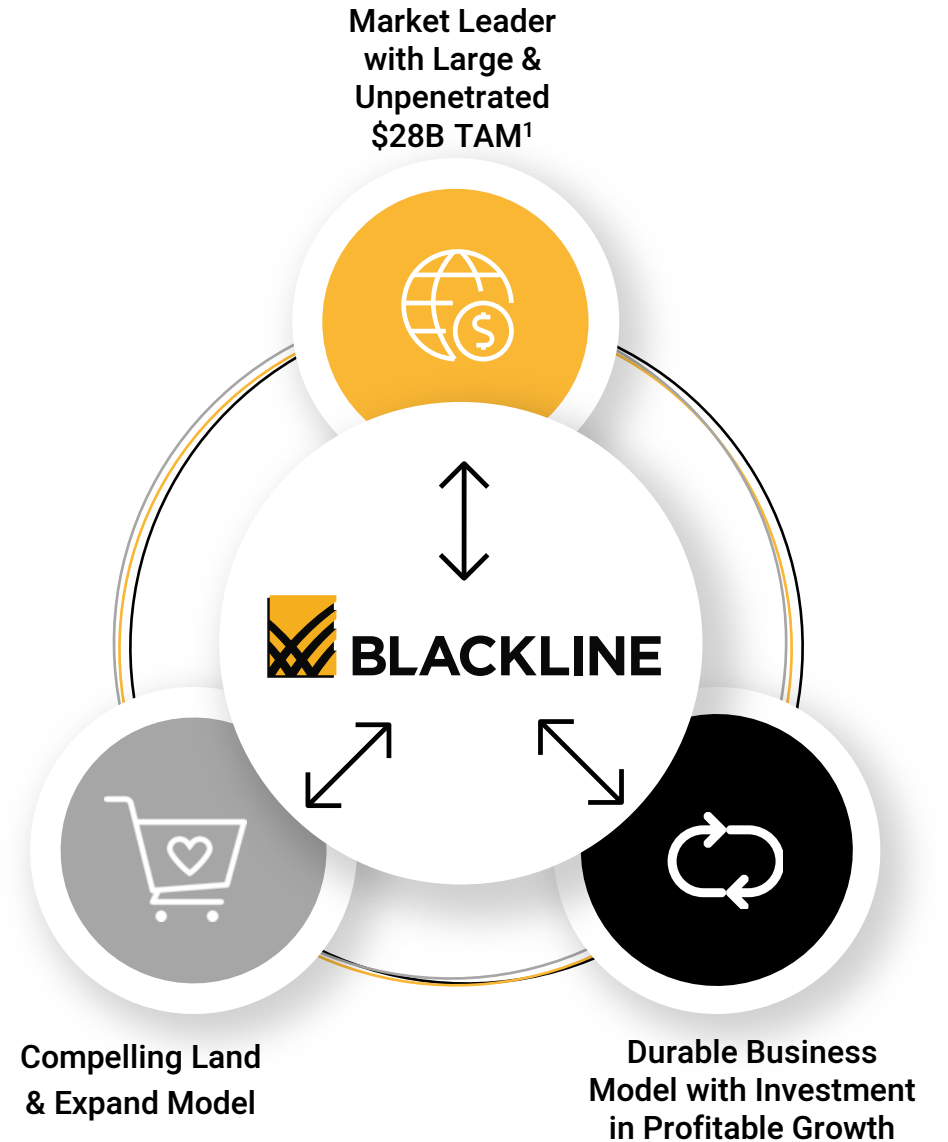 Market Leader
with Large &
Unpenetrated
$28B TAM¹
$
BLACKLINE
Compelling Land
& Expand Model
Durable Business
Model with Investment
in Profitable Growth